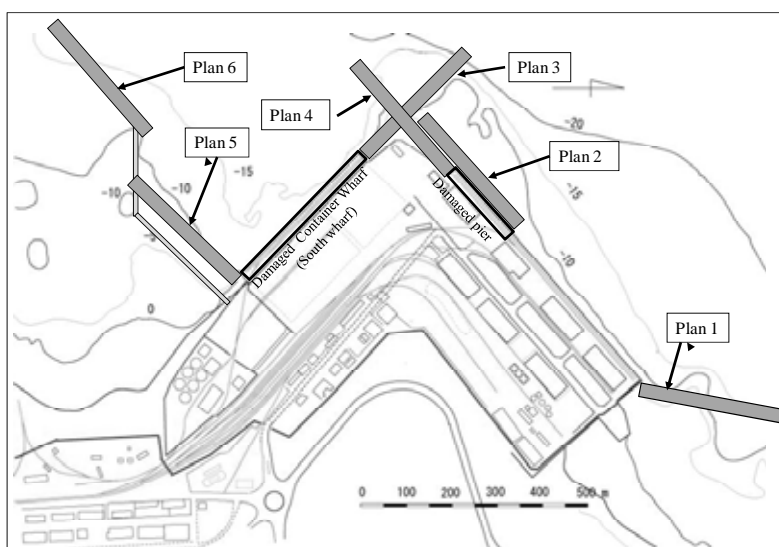 Plan 6
Plan 3
Plan 4
-20
Plan 5
-15
-10
-10
Plan 2
-15
-5
Damaged Container Wharf
(South wharf)
Damaged pier
-10
0
Plan 1
0 100 200 300 400 500 m